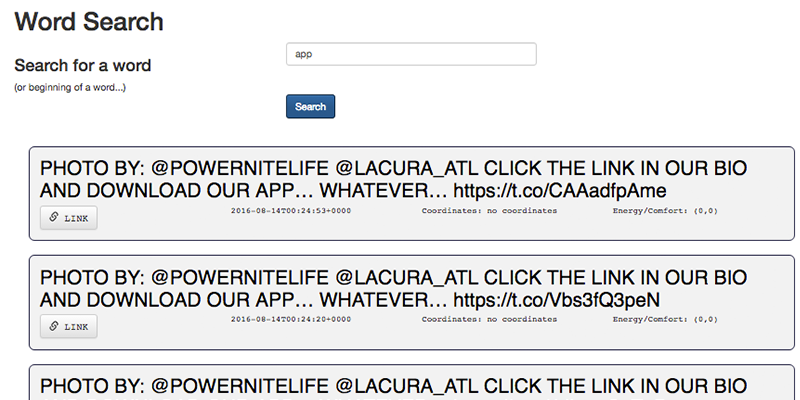 Word Search
Search for a word
(or beginning of a word...)
app
Search
PHOTO BY: @POWERNITELIFE @LACURA_ATL CLICK THE LINK IN OUR BIO
AND DOWNLOAD OUR APP… WHATEVER… https://t.co/CAAadfpAme
LINK 2016-08-14T00:24:53+0000 Coordinates: no coordinates Energy/Comfort: (0,0)
PHOTO BY: @POWERNITELIFE @LACURA_ATL CLICK THE LINK IN OUR BIO
AND DOWNLOAD OUR APP… WHATEVER… https://t.co/Vbs3fQ3peN
LINK 2016-08-14T00:24:20+0000 Coordinates: no coordinates Energy/Comfort: (0,0)
PHOTO BY: @POWERNITELIFE @LACURA_ATL CLICK THE LINK IN OUR BIO